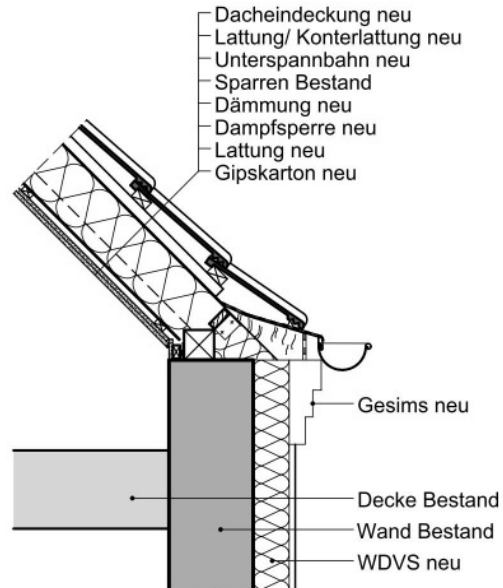 Dacheindeckung neu
Lattung/ Konterlattung neu
Unterspannbahn neu
Sparren Bestand
Dämmung neu
Dampfsperre neu
Lattung neu
Gipskarton neu
Gesims neu
Decke Bestand
Wand Bestand
WDVS neu